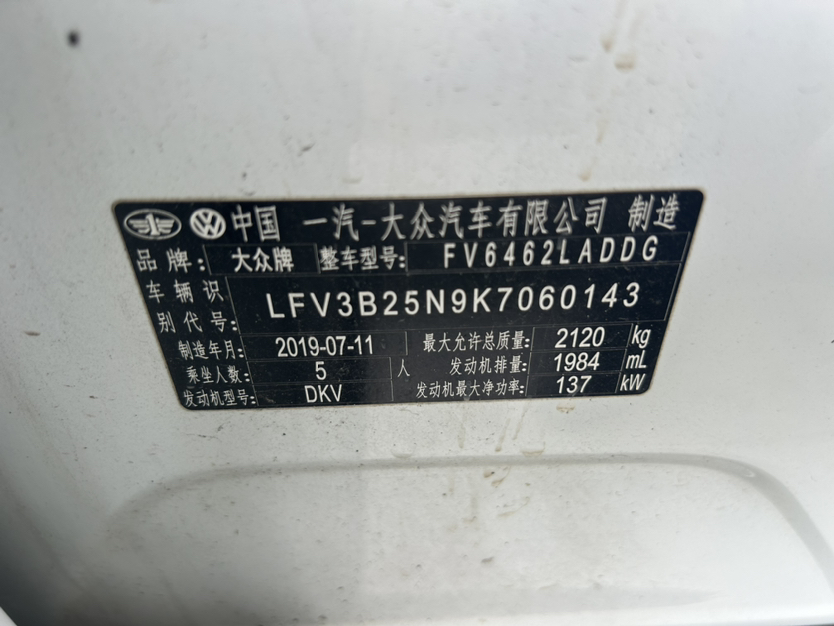 中国 一汽-大众汽车有限公司 制造
品牌: 大众牌 整车型号: FV6462LADDG
车辆识别代号: LFV3B25N9K7060143
制造年月: 2019-07-11 最大允许总质量: 2120 kg
乘坐人数: 5 人 发动机排量: 1984 mL
发动机型号: DKV 发动机最大净功率: 137 kW